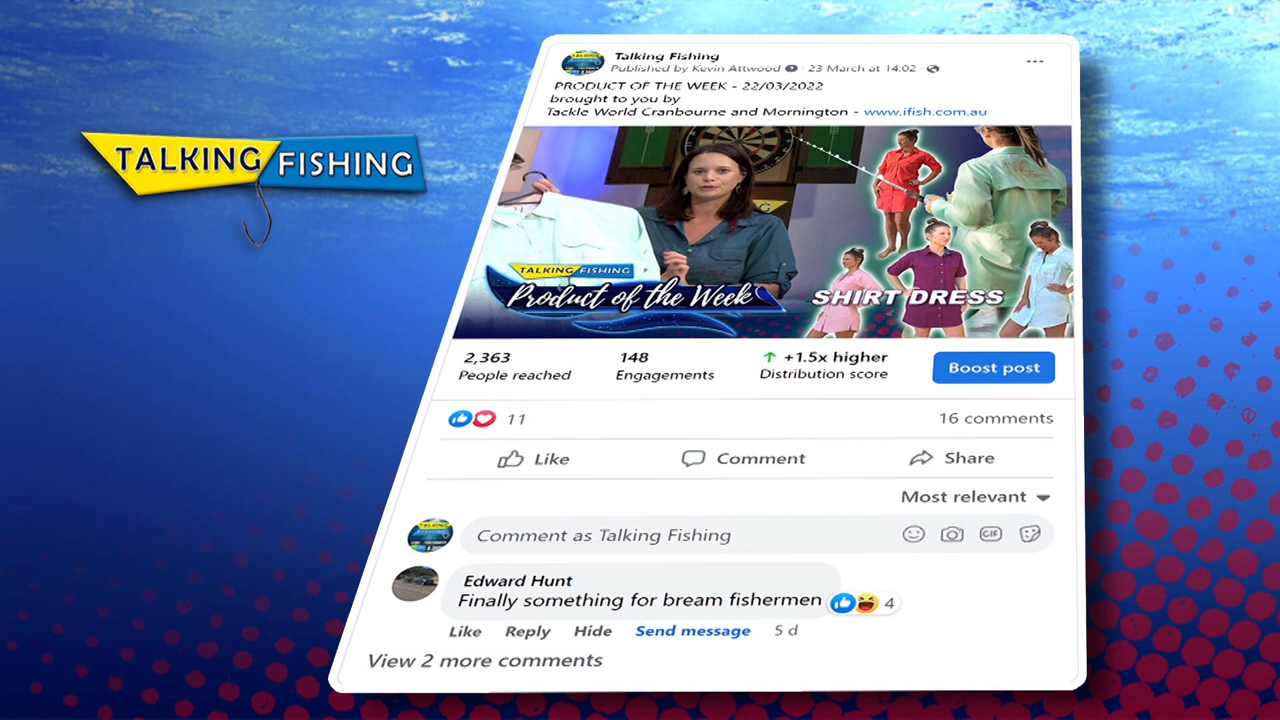 TALKING FISHING
Talking Fishing
Published by Kevin Attwood · 23 March at 14:02 ·
PRODUCT OF THE WEEK - 22/03/2022
brought to you by
Tackle World Cranbourne and Mornington - www.ifish.com.au
TALKING FISHING
Product of the Week
SHIRT DRESS
2,363
People reached
148
Engagements
+1.5x higher
Distribution score
Boost post
11
16 comments
Like
Comment
Share
Most relevant
Comment as Talking Fishing
GIF
Edward Hunt
Finally something for bream fishermen
4
Like Reply Hide Send message 5 d
View 2 more comments